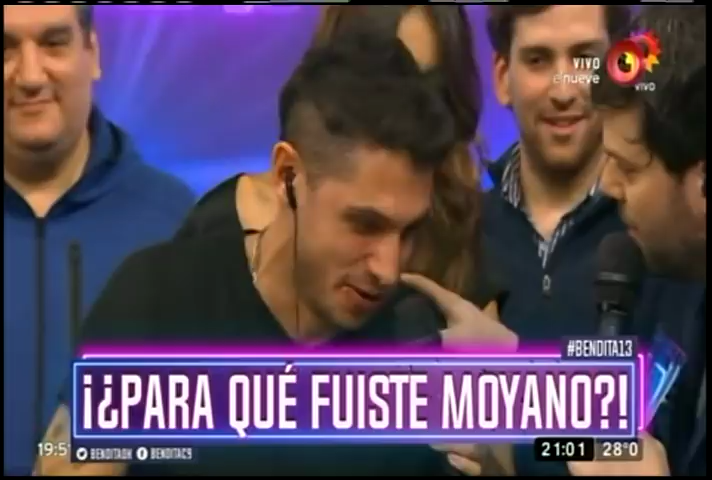 VIVO
elnueve
VIVO
#BENDITA13
¡¿PARA QUÉ FUISTE MOYANO?!
19:5
BENDITAOK BENDITAC9
21:01 28°0